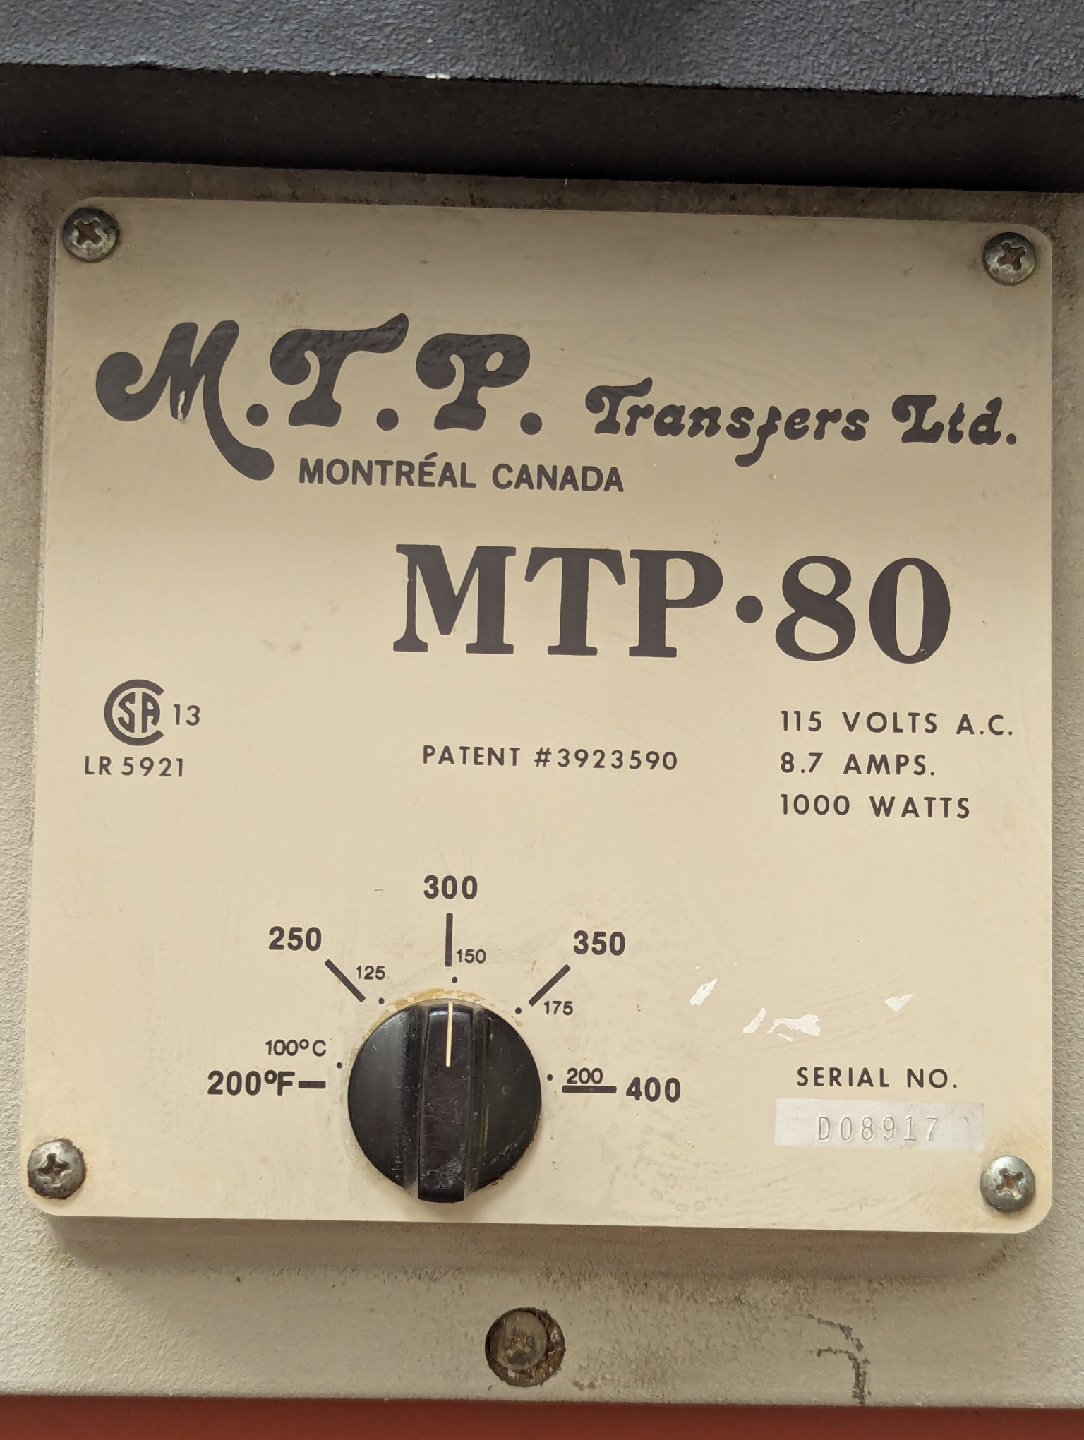 M.T.P. Transfers Ltd.
MONTRÉAL CANADA
MTP·80
CSA 13
LR 5921
PATENT #3923590
115 VOLTS A.C.
8.7 AMPS.
1000 WATTS
300
250
350
150
125
175
100°C
200°F
200
400
SERIAL NO.
D08917